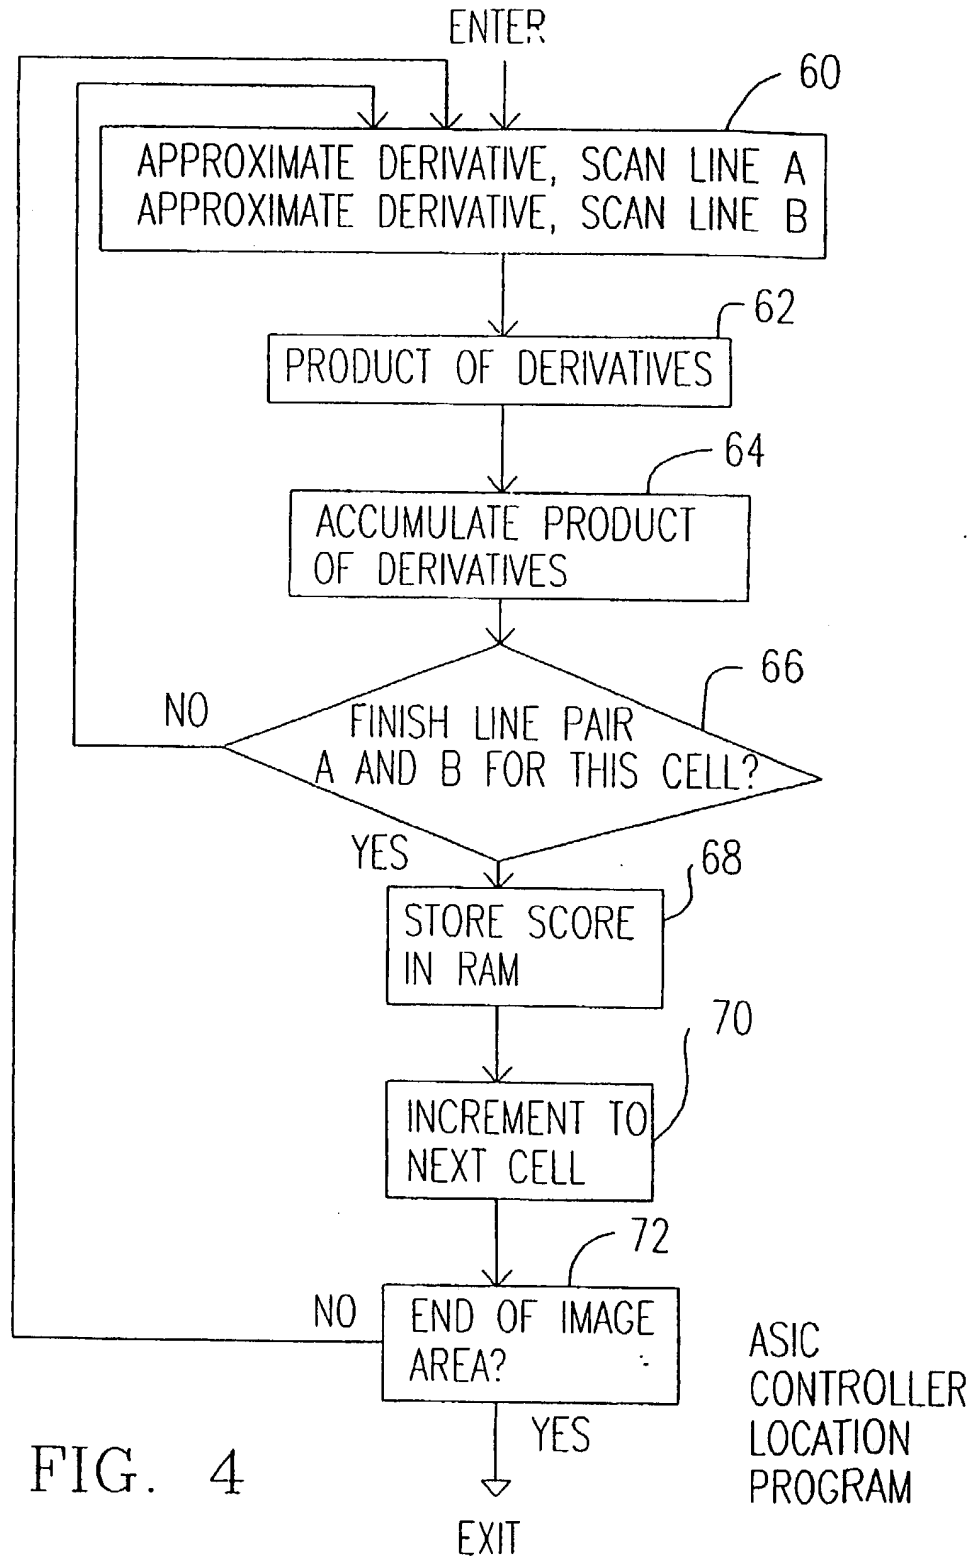 ENTER
60
APPROXIMATE DERIVATIVE, SCAN LINE A
APPROXIMATE DERIVATIVE, SCAN LINE B
62
PRODUCT OF DERIVATIVES
64
ACCUMULATE PRODUCT
OF DERIVATIVES
66
NO
FINISH LINE PAIR
A AND B FOR THIS CELL?
YES
68
STORE SCORE
IN RAM
70
INCREMENT TO
NEXT CELL
72
NO
END OF IMAGE
AREA?
YES
ASIC
CONTROLLER
LOCATION
PROGRAM
FIG. 4
EXIT